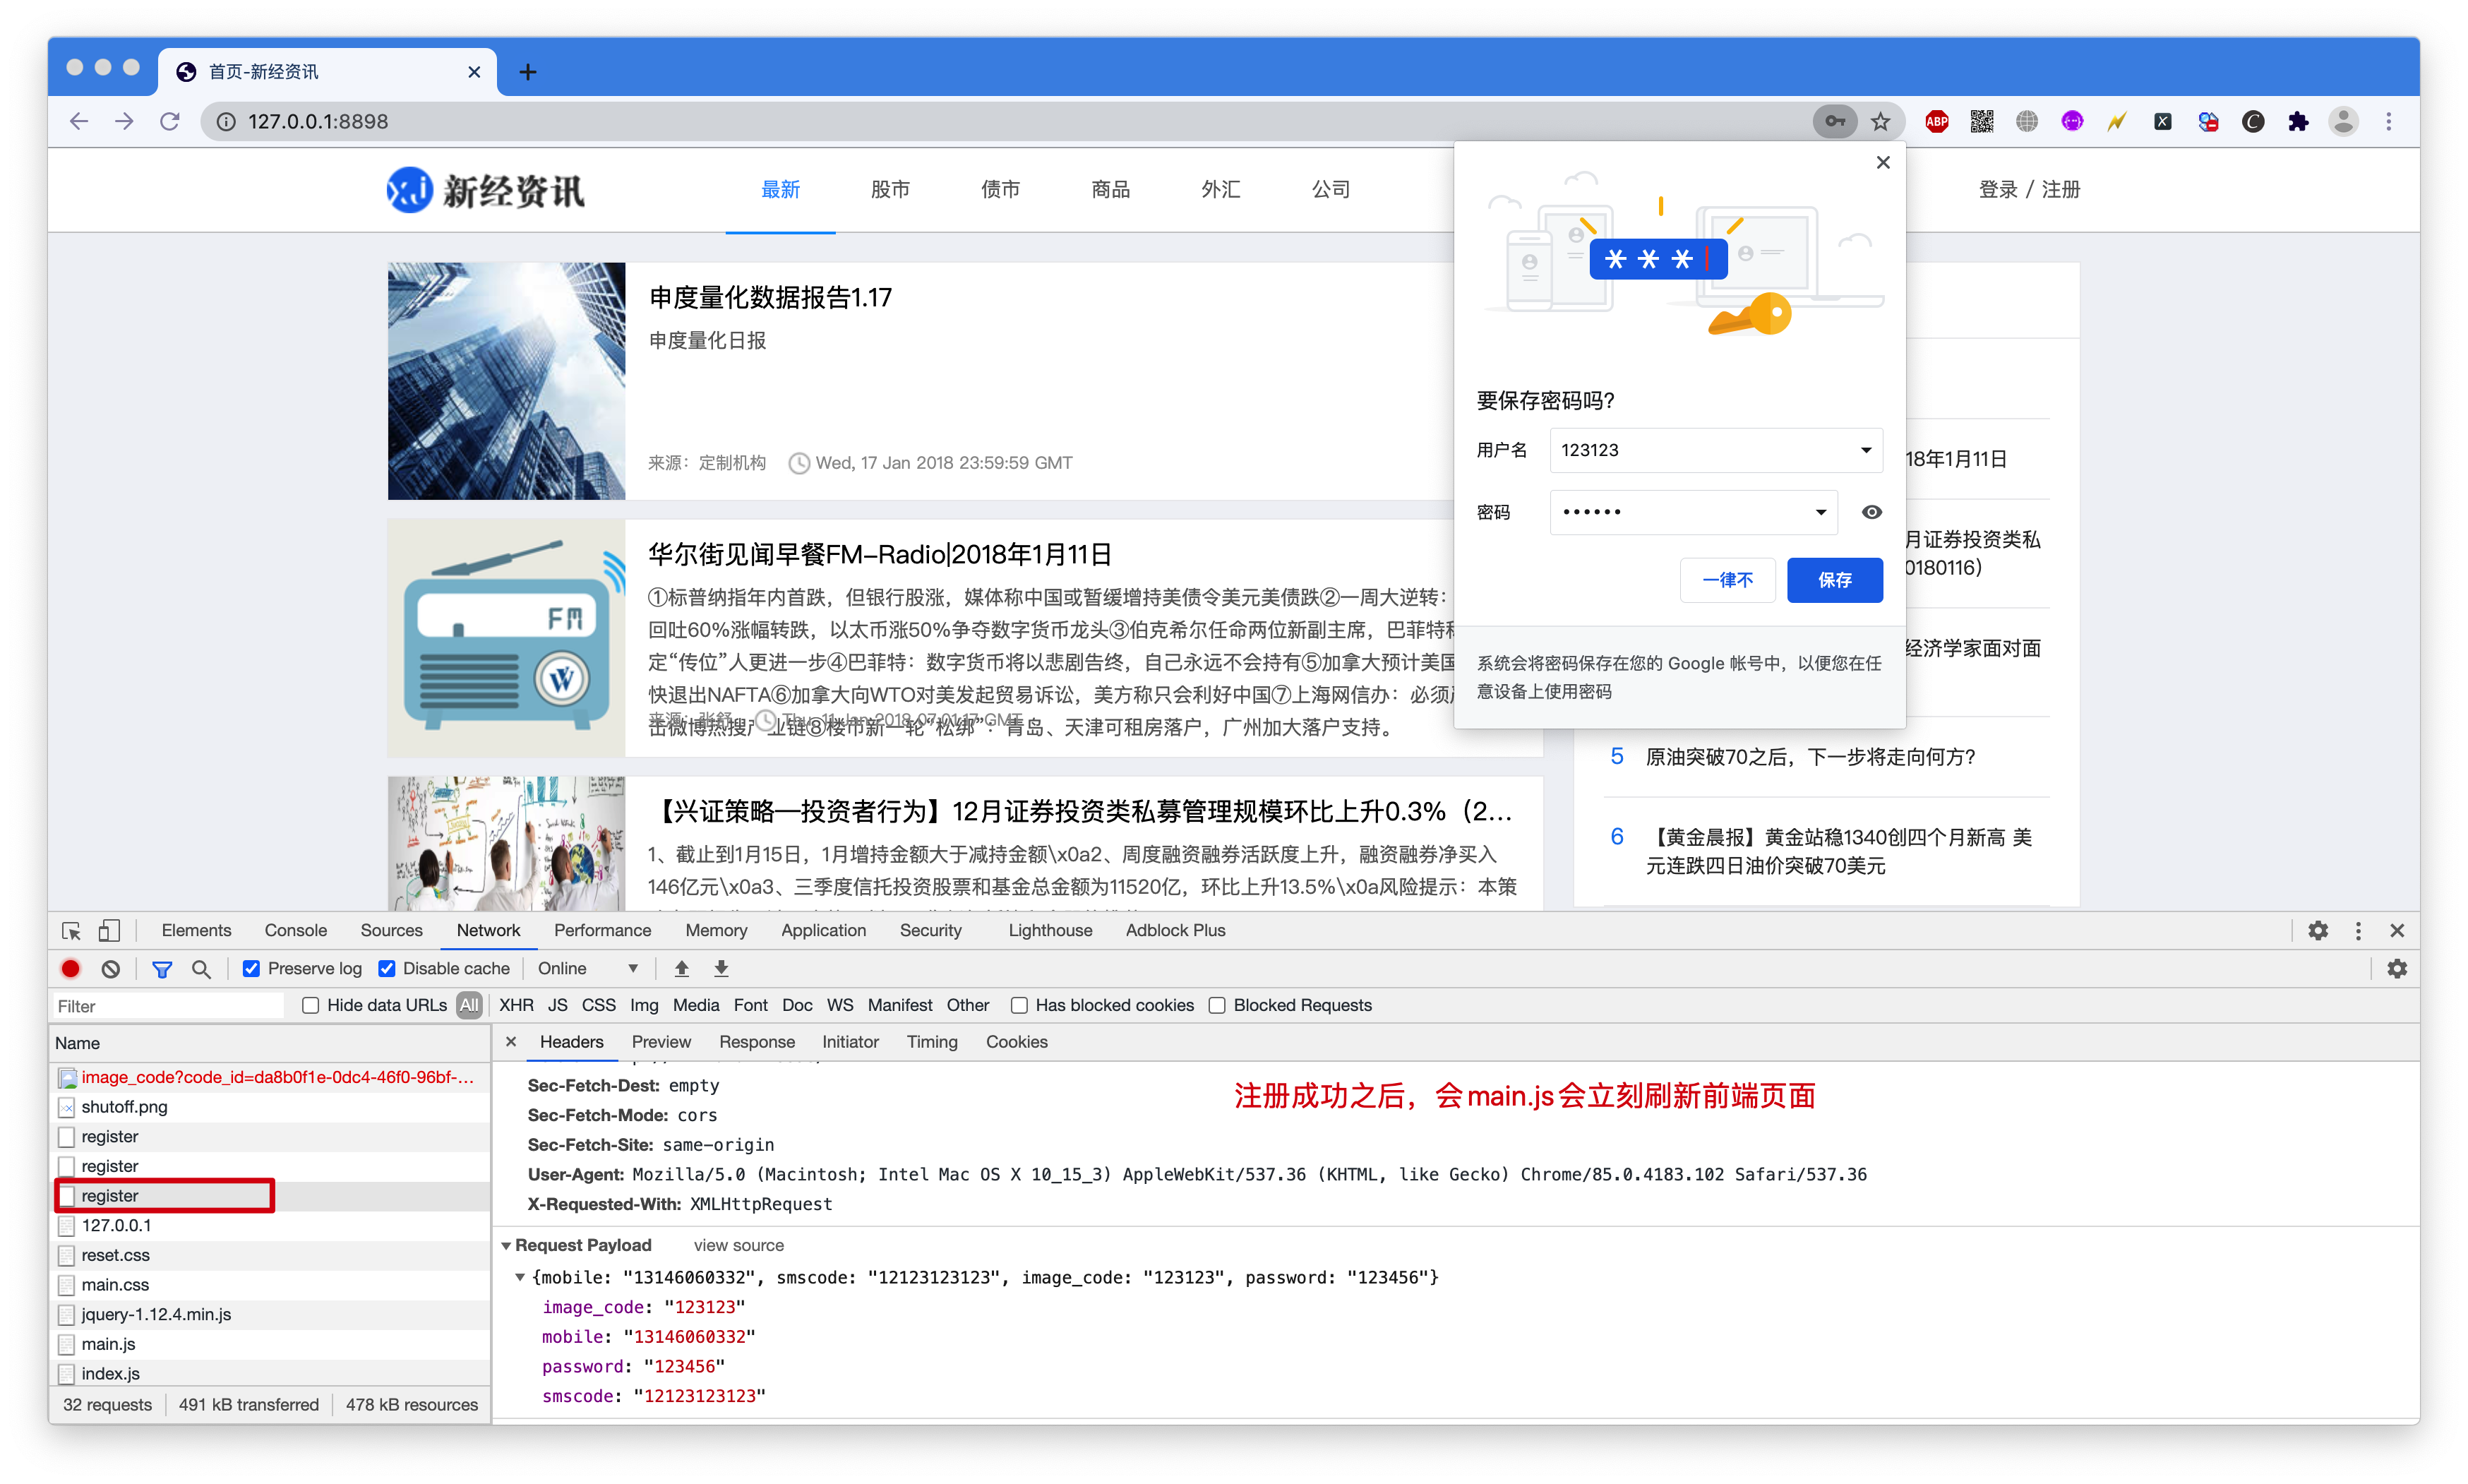 首页-新经资讯
127.0.0.1:8898
ABP
新经资讯
最新 股市 债市 商品 外汇 公司
登录 / 注册
申度量化数据报告1.17
申度量化日报
来源：定制机构 Wed, 17 Jan 2018 23:59:59 GMT
FM
W
华尔街见闻早餐FM-Radio|2018年1月11日
①标普纳指年内首跌，但银行股涨，媒体称中国或暂缓增持美债令美元美债跌②一周大逆转：
回吐60%涨幅转跌，以太币涨50%争夺数字货币龙头③伯克希尔任命两位新副主席，巴菲特
定“传位”人更进一步④巴菲特：数字货币将以悲剧告终，自己永远不会持有⑤加拿大预计美国
快退出NAFTA⑥加拿大向WTO对美发起贸易诉讼，美方称只会利好中国⑦上海网信办：必须
来源：张舒 Thu, 11 Jan 2018 07:01:17 GMT
击微博热搜产业链⑧楼市新一轮“松绑”：青岛、天津可租房落户，广州加大落户支持。
【兴证策略—投资者行为】12月证券投资类私募管理规模环比上升0.3%（2...
1、截止到1月15日，1月增持金额大于减持金额\x0a2、周度融资融券活跃度上升，融资融券净买入
146亿元\x0a3、三季度信托投资股票和基金总金额为11520亿，环比上升13.5%\x0a风险提示：本策
要保存密码吗？
用户名 123123
密码 ••••••
一律不 保存
系统会将密码保存在您的 Google 帐号中，以便您在任
意设备上使用密码
18年1月11日
月证券投资类私
0180116)
经济学家面对面
5 原油突破70之后，下一步将走向何方？
6 【黄金晨报】黄金站稳1340创四个月新高 美
元连跌四日油价突破70美元
Elements Console Sources Network Performance Memory Application Security Lighthouse Adblock Plus
Preserve log Disable cache Online
Filter Hide data URLs All XHR JS CSS Img Media Font Doc WS Manifest Other Has blocked cookies Blocked Requests
Name
image_code?code_id=da8b0f1e-0dc4-46f0-96bf-...
shutoff.png
register
register
register
127.0.0.1
reset.css
main.css
jquery-1.12.4.min.js
main.js
index.js
32 requests 491 kB transferred 478 kB resources
Headers Preview Response Initiator Timing Cookies
Sec-Fetch-Dest: empty
注册成功之后，会main.js会立刻刷新前端页面
Sec-Fetch-Mode: cors
Sec-Fetch-Site: same-origin
User-Agent: Mozilla/5.0 (Macintosh; Intel Mac OS X 10_15_3) AppleWebKit/537.36 (KHTML, like Gecko) Chrome/85.0.4183.102 Safari/537.36
X-Requested-With: XMLHttpRequest
Request Payload view source
{mobile: "13146060332", smscode: "12123123123", image_code: "123123", password: "123456"}
image_code: "123123"
mobile: "13146060332"
password: "123456"
smscode: "12123123123"